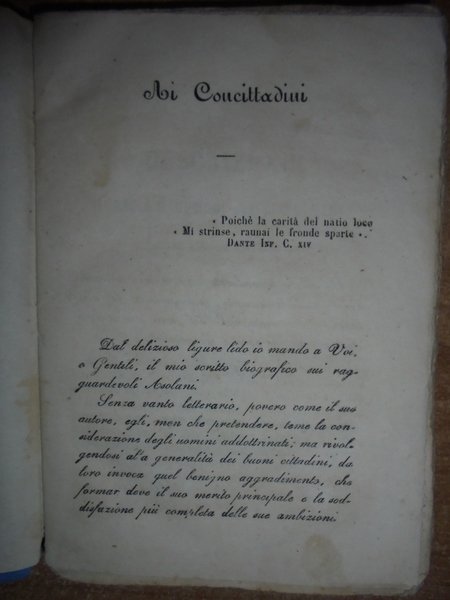 Ai Concittadini
« Poichè la carità del natio loco
« Mi strinse, raunai le fronde sparte ».
DANTE INF. C. XIV
Dal delizioso ligure lido io mando a Voi,
o Gentili, il mio scritto biografico sui rag-
guardevoli Asolani.
Senza vanto letterario, povero come il suo
autore, egli, men che pretendere, teme la con-
siderazione degli uomini addottrinati; ma rivol-
gendosi alla generalità dei buoni cittadini, da
loro invoca quel benigno aggradimento, che
formar deve il suo merito principale e la sod-
disfazione più completa delle sue ambizioni.